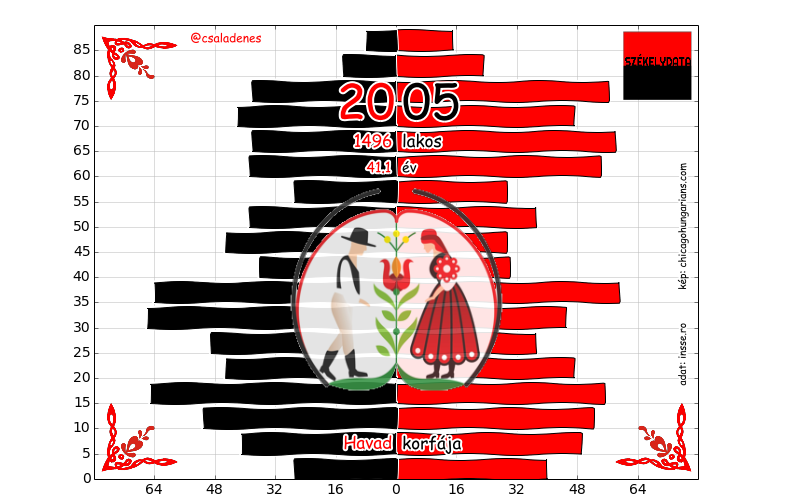 @csaladenes
SZÉKELYDATA
2005
1496 lakos
41.1 év
kép: chicagohungarians.com
adat: insse.ro
Havad korfája
85
80
75
70
65
60
55
50
45
40
35
30
25
20
15
10
5
0
64 48 32 16 0 16 32 48 64